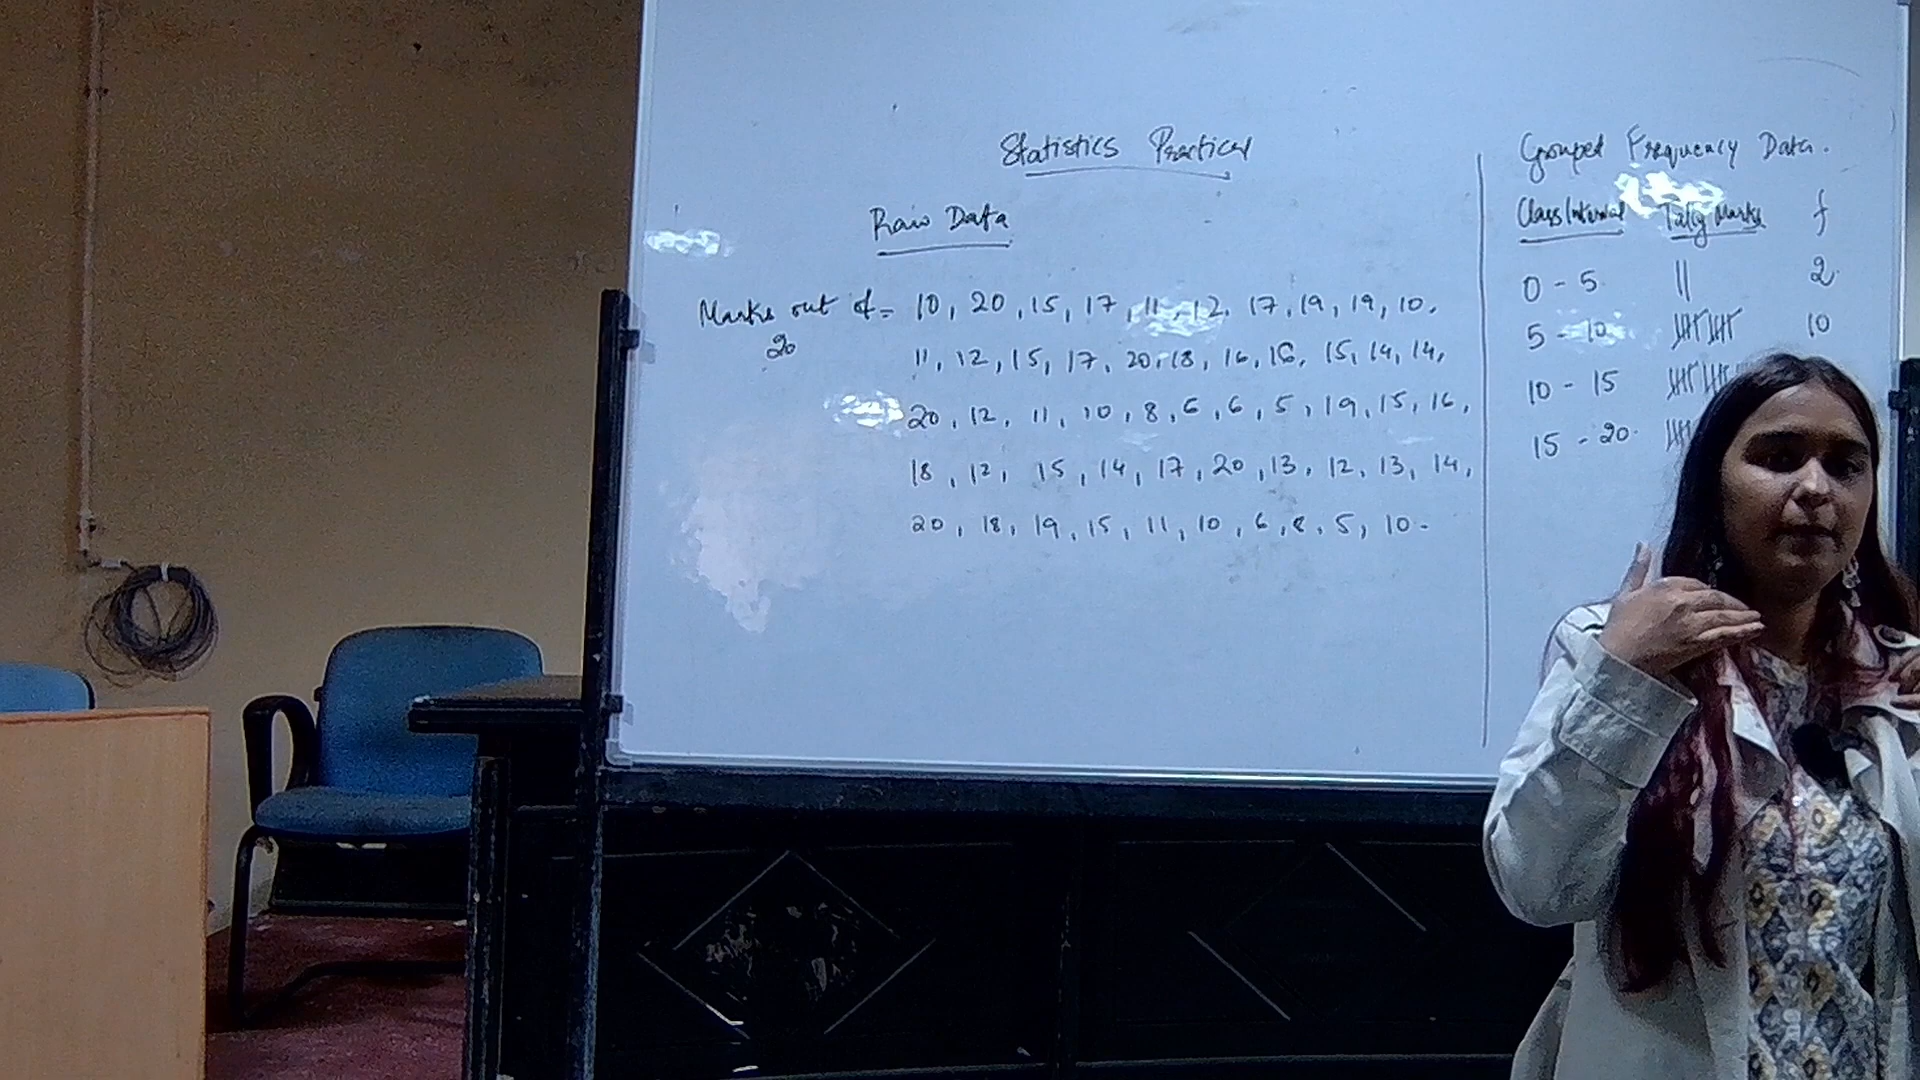 Statistics Practical
Raw Data
Marks out of = 10, 20, 15, 17, 11, 12, 17, 19, 19, 10,
20
11, 12, 15, 17, 20, 18, 16, 16, 15, 14, 14,
20, 12, 11, 10, 8, 6, 6, 5, 19, 15, 16,
18, 12, 15, 14, 17, 20, 13, 12, 13, 14,
20, 18, 19, 15, 11, 10, 6, 8, 5, 10.
Grouped Frequency Data.
Class Interval Tally Marks f
0 - 5 || 2
5 - 10 10
10 - 15
15 - 20